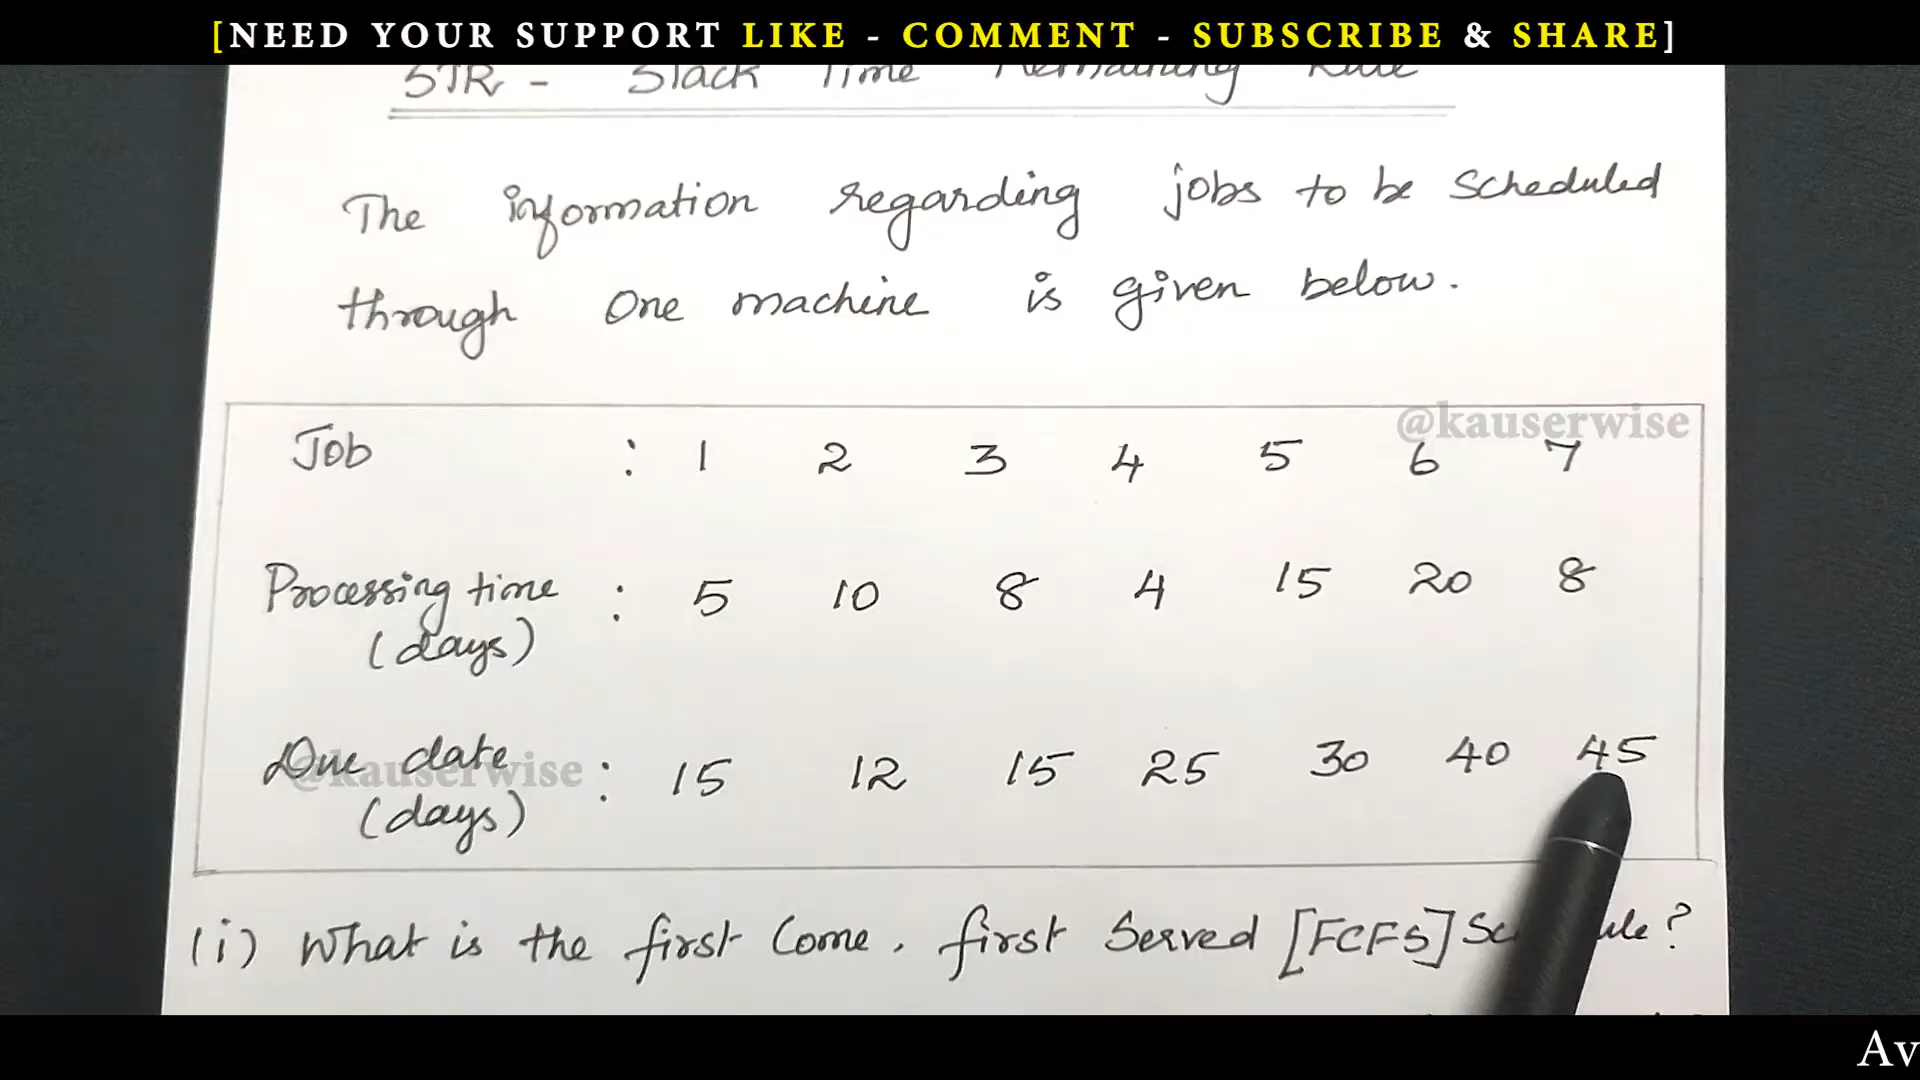 [NEED YOUR SUPPORT LIKE - COMMENT - SUBSCRIBE & SHARE]
STR - Slack Time Remaining Rule
The information regarding jobs to be scheduled
through One machine is given below.
@kauserwise
Job : 1 2 3 4 5 6 7
Processing time : 5 10 8 4 15 20 8
(days)
Due date : 15 12 15 25 30 40 45
@kauserwise
(days)
(i) What is the first Come, first Served [FCFS]
Av